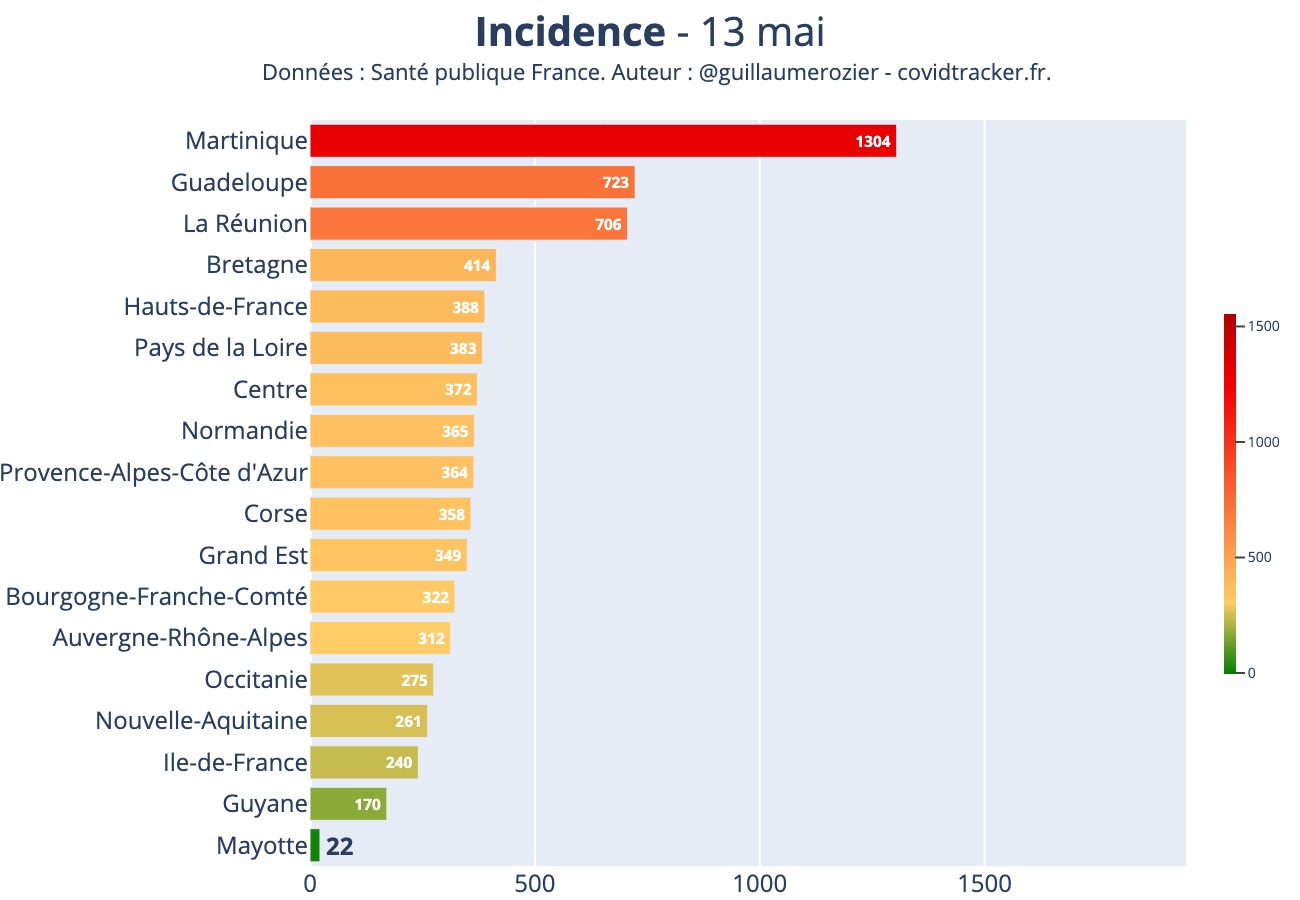 Incidence - 13 mai
Données : Santé publique France. Auteur : @guillaumerozier - covidtracker.fr.
Martinique 1304
Guadeloupe 723
La Réunion 706
Bretagne 414
Hauts-de-France 388
Pays de la Loire 383
Centre 372
Normandie 365
Provence-Alpes-Côte d'Azur 364
Corse 358
Grand Est 349
Bourgogne-Franche-Comté 322
Auvergne-Rhône-Alpes 312
Occitanie 275
Nouvelle-Aquitaine 261
Ile-de-France 240
Guyane 170
Mayotte 22
0 500 1000 1500
1500
1000
500
0